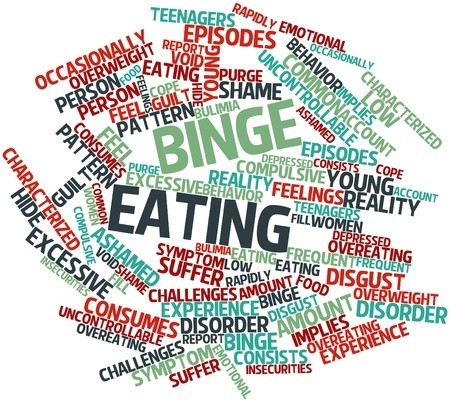 TEENAGERS
RAPIDLY
EMOTIONAL
OCCASIONALLY
EPISODES
BEHAVIOR
OCCASIONALLY
OVERWEIGHT
REPORT
VOID
YOUNG
IMPLIES
LOW
CHARACTERIZED
PERSON
FOOD
EATING
PURGE
UNCONTROLLABLE
COMMON
ACCOUNT
PERSON
FEELINGS
COPE
HIDE
SHAME
FEEL
GUILT
BULIMIA
ASHAMED
PATTERN
BINGE
EPISODES
FEEL
CONSUMES
PURGE
DEPRESSED
CONSISTS
COPE
PATTERN
COMPULSIVE
YOUNG
ACCOUNT
EXCESSIVE
BEHAVIOR
REALITY
FEELINGS
REALITY
GUILT
COMMON
WOMEN
EATING
TEENAGERS
FILL
WOMEN
CHARACTERIZED
HIDE
COMPULSIVE
ASHAMED
DEPRESSED
OVEREATING
EXCESSIVE
VOID
SHAME
FILL
SYMPTOM
BULIMIA
LOW
EATING
FREQUENT
FREQUENT
INSECURITIES
SUFFER
RAPIDLY
EATING
DISGUST
CHALLENGES
AMOUNT
FOOD
OVERWEIGHT
CONSUMES
EXPERIENCE
BINGE
DISGUST
AMOUNT
DISORDER
UNCONTROLLABLE
DISORDER
IMPLIES
OVEREATING
REPORT
BINGE
OVEREATING
CHALLENGES
CONSISTS
EXPERIENCE
SYMPTOM
SUFFER
EMOTIONAL
INSECURITIES